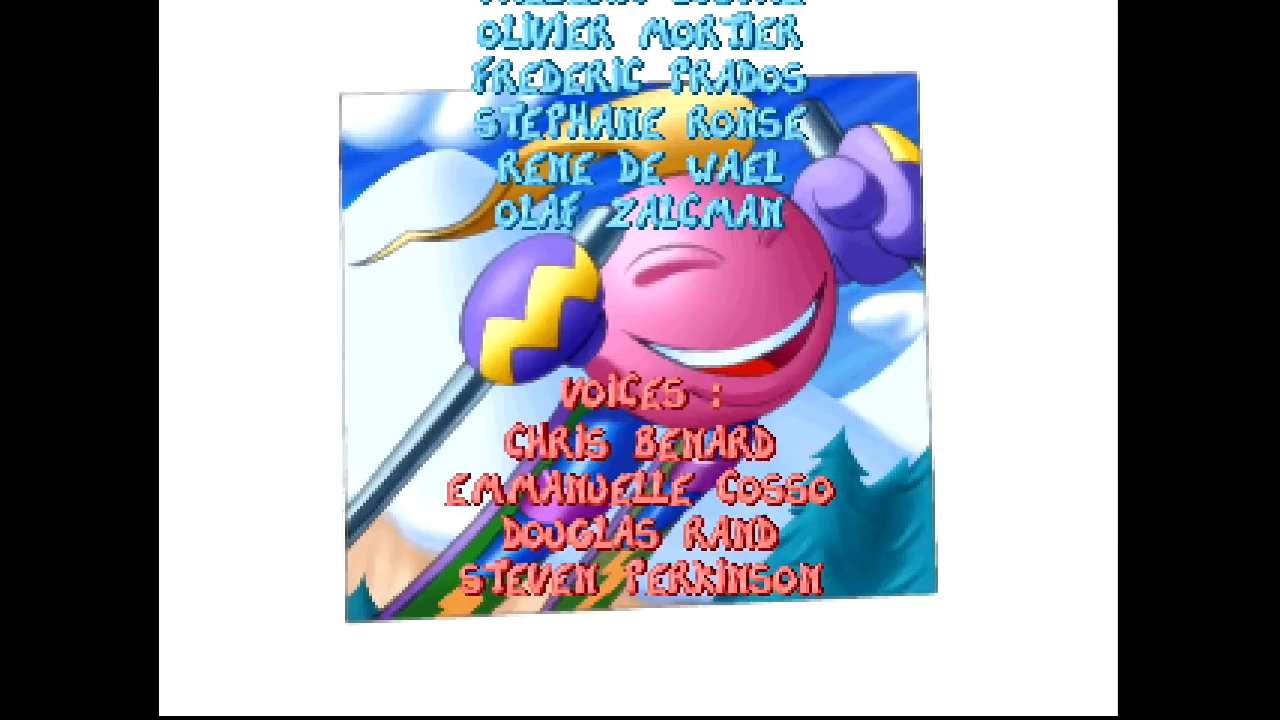 OLIVIER MORTIER
FREDERIC PRADOS
STEPHANE RONSE
RENE DE WAEL
OLAF ZALCMAN
VOICES :
CHRIS BENARD
EMMANUELLE COSSO
DOUGLAS RAND
STEVEN PERKINSON